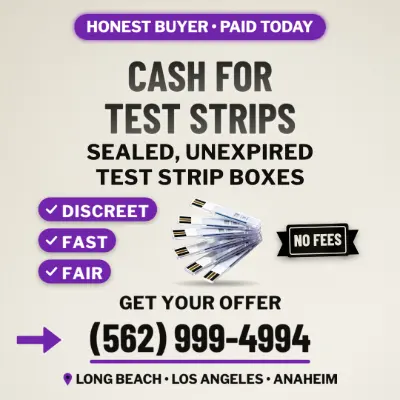 HONEST BUYER • PAID TODAY
CASH FOR
TEST STRIPS
SEALED, UNEXPIRED
TEST STRIP BOXES
DISCREET
FAST
FAIR
NO FEES
GET YOUR OFFER
(562) 999-4994
LONG BEACH • LOS ANGELES • ANAHEIM